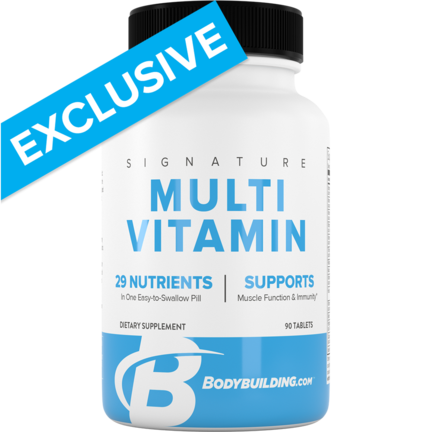 EXCLUSIVE
SIGNATURE
MULTI
VITAMIN
29 NUTRIENTS
In One Easy-to-Swallow Pill
SUPPORTS
Muscle Function & Immunity*
DIETARY SUPPLEMENT
90 TABLETS
B
BODYBUILDING.COM